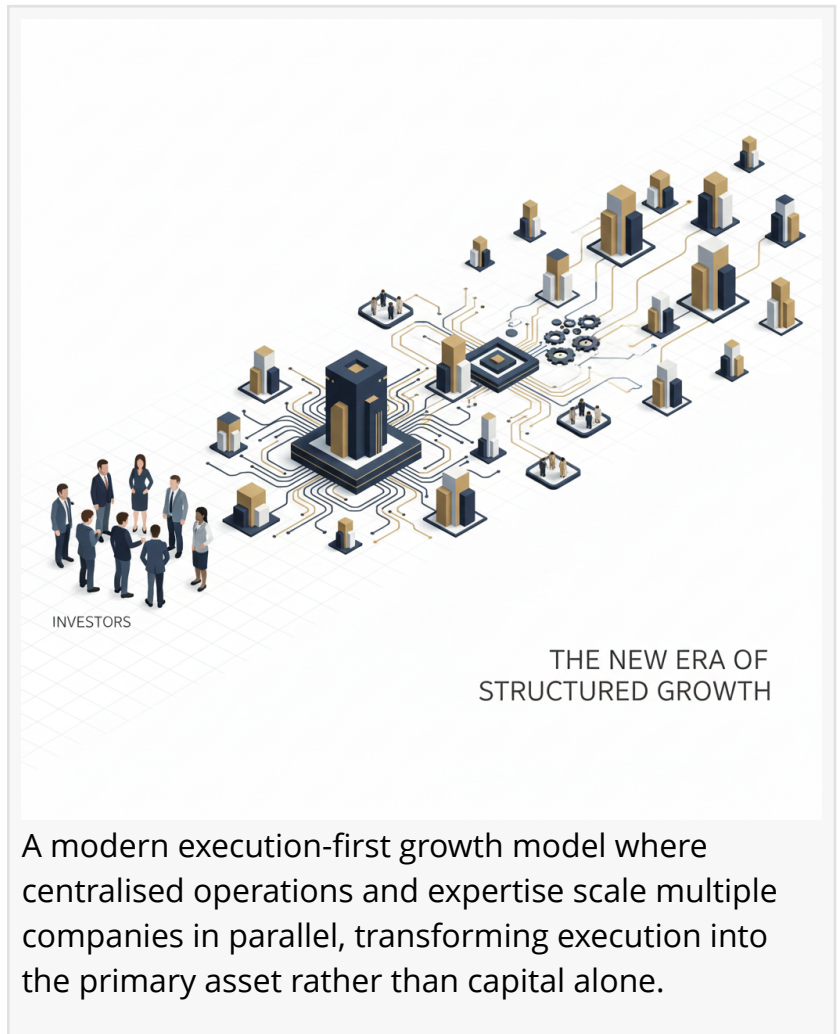 INVESTORS
THE NEW ERA OF
STRUCTURED GROWTH
A modern execution-first growth model where
centralised operations and expertise scale multiple
companies in parallel, transforming execution into
the primary asset rather than capital alone.